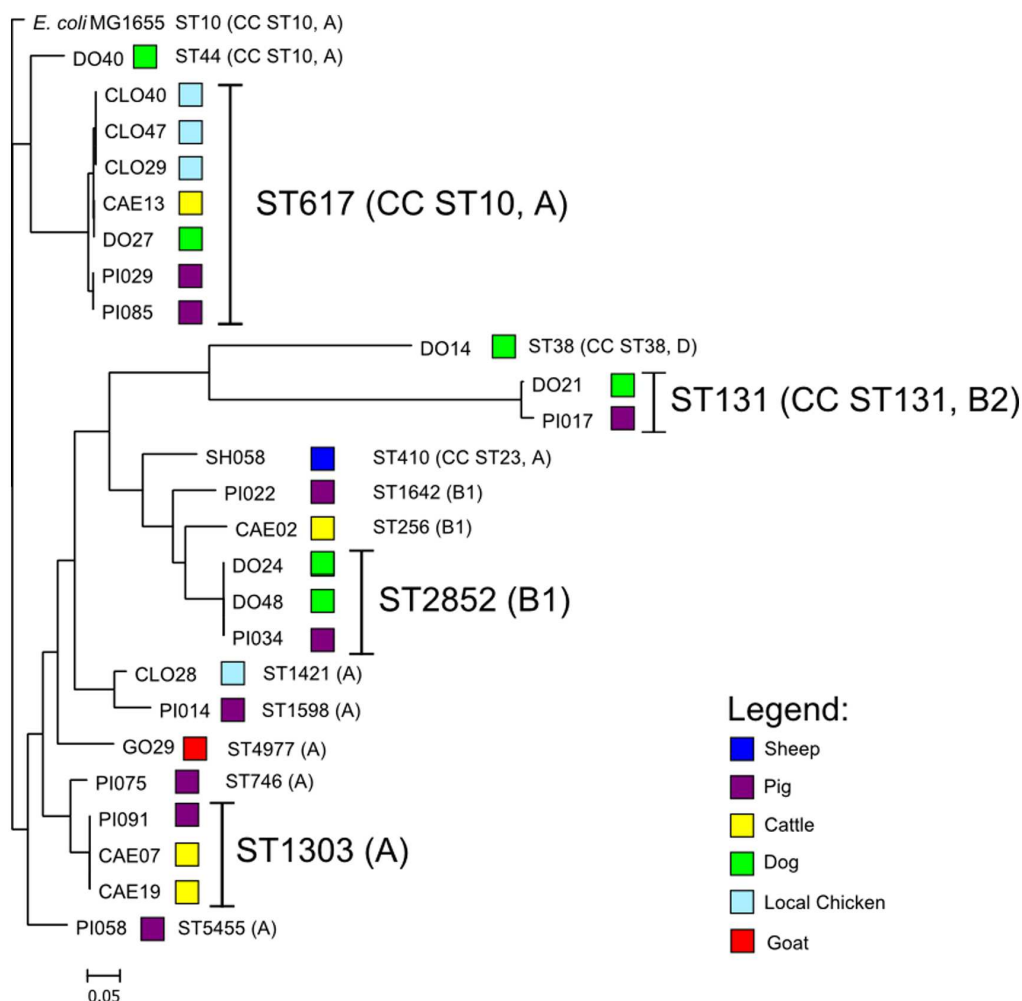 E. coli MG1655 ST10 (CC ST10, A)
DO40 ST44 (CC ST10, A)
CLO40
CLO47
CLO29
CAE13
ST617 (CC ST10, A)
DO27
PI029
PI085
DO14 ST38 (CC ST38, D)
DO21
ST131 (CC ST131, B2)
PI017
SH058 ST410 (CC ST23, A)
PI022 ST1642 (B1)
CAE02 ST256 (B1)
DO24
DO48
ST2852 (B1)
PI034
CLO28 ST1421 (A)
PI014 ST1598 (A)
GO29 ST4977 (A)
PI075 ST746 (A)
PI091
CAE07
ST1303 (A)
CAE19
PI058 ST5455 (A)
0.05
Legend:
Sheep
Pig
Cattle
Dog
Local Chicken
Goat